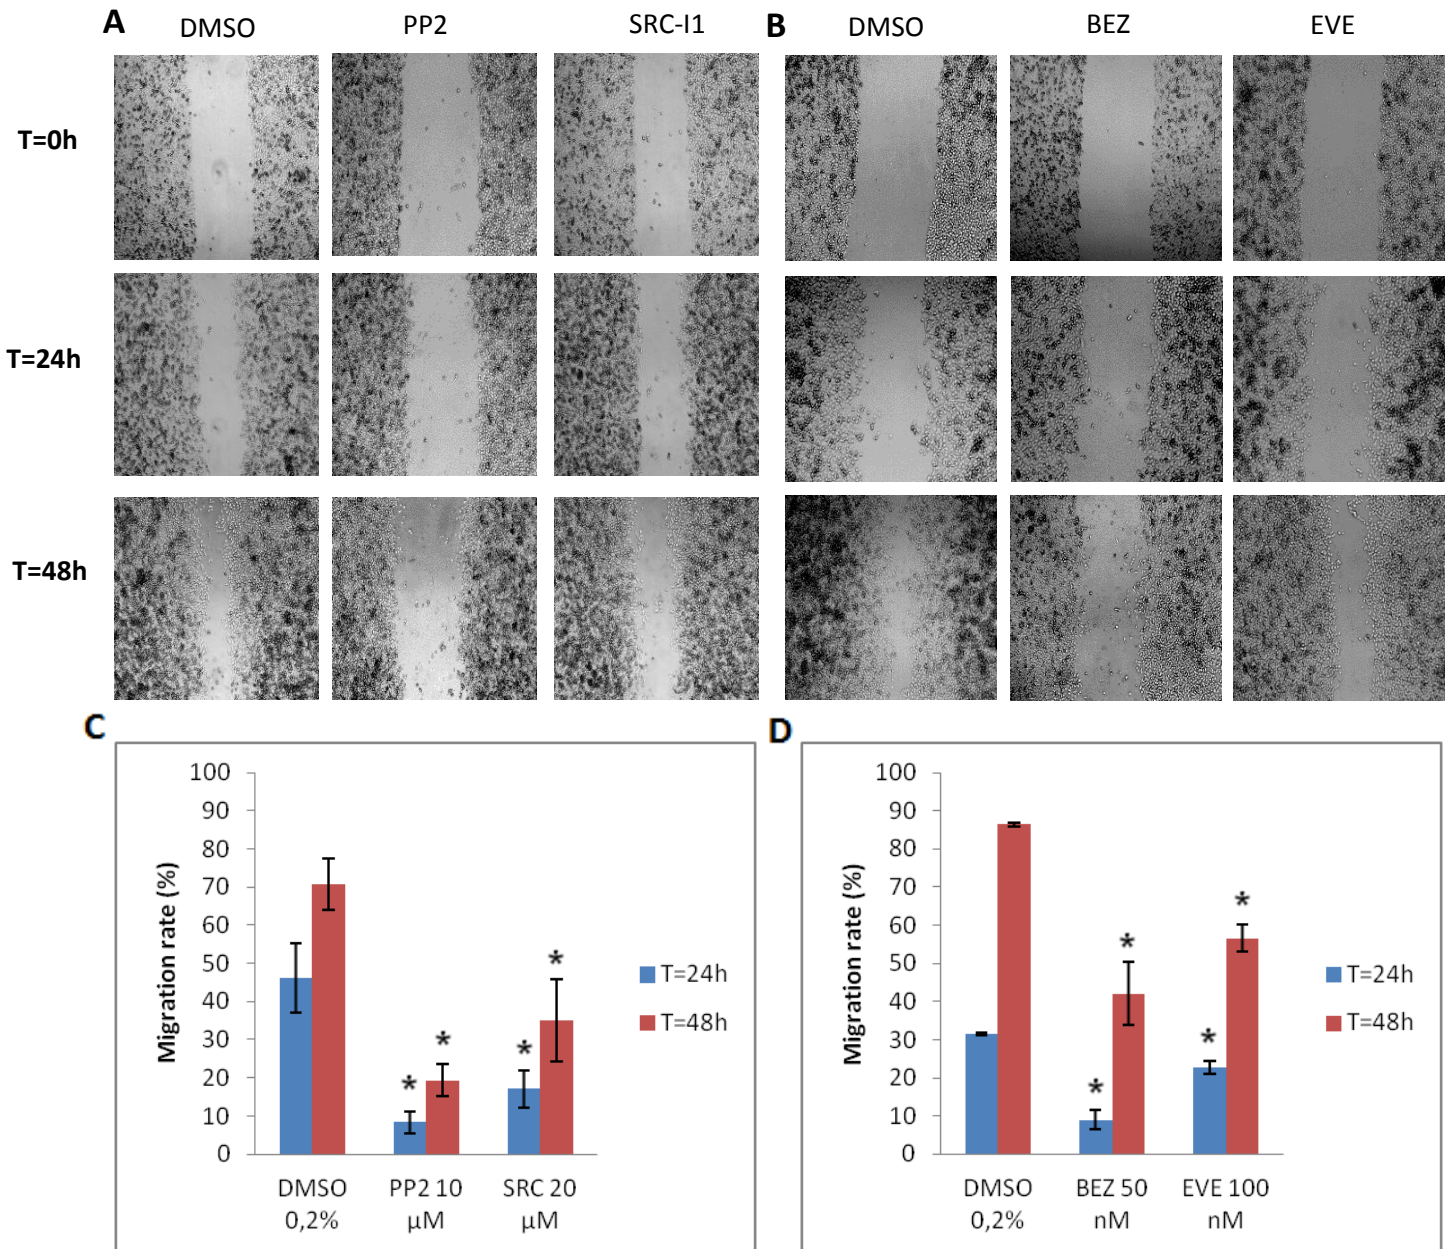 A
DMSO
PP2
SRC-I1
B
DMSO
BEZ
EVE
T=0h
T=24h
T=48h
C
Migration rate (%)
100
90
80
70
60
50
40
30
20
10
0
*
*
*
*
DMSO
0,2%
PP2 10
µM
SRC 20
µM
T=24h
T=48h
D
Migration rate (%)
100
90
80
70
60
50
40
30
20
10
0
*
*
*
*
DMSO
0,2%
BEZ 50
nM
EVE 100
nM
T=24h
T=48h